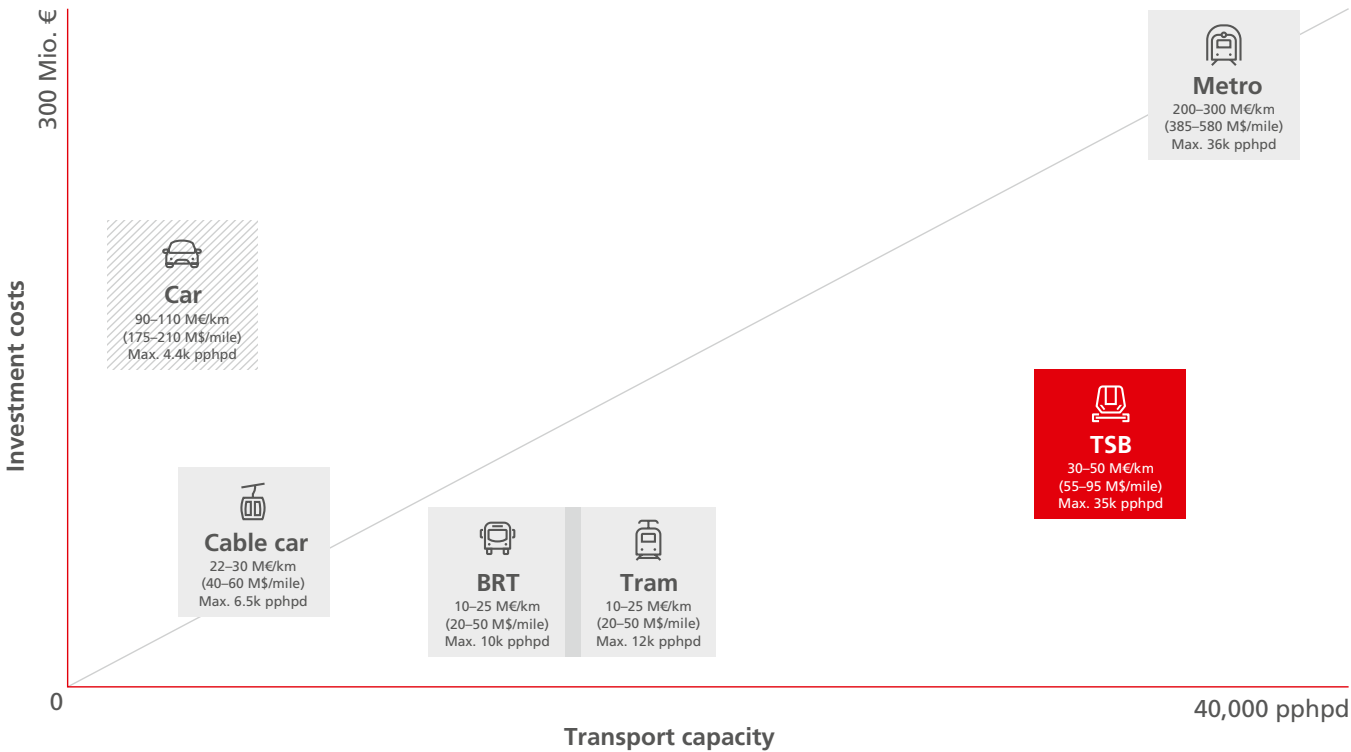 300 Mio. €
Investment costs
Metro
200–300 M€/km
(385–580 M$/mile)
Max. 36k pphpd
Car
90–110 M€/km
(175–210 M$/mile)
Max. 4.4k pphpd
TSB
30–50 M€/km
(55–95 M$/mile)
Max. 35k pphpd
Cable car
22–30 M€/km
(40–60 M$/mile)
Max. 6.5k pphpd
BRT
10–25 M€/km
(20–50 M$/mile)
Max. 10k pphpd
Tram
10–25 M€/km
(20–50 M$/mile)
Max. 12k pphpd
0
40,000 pphpd
Transport capacity